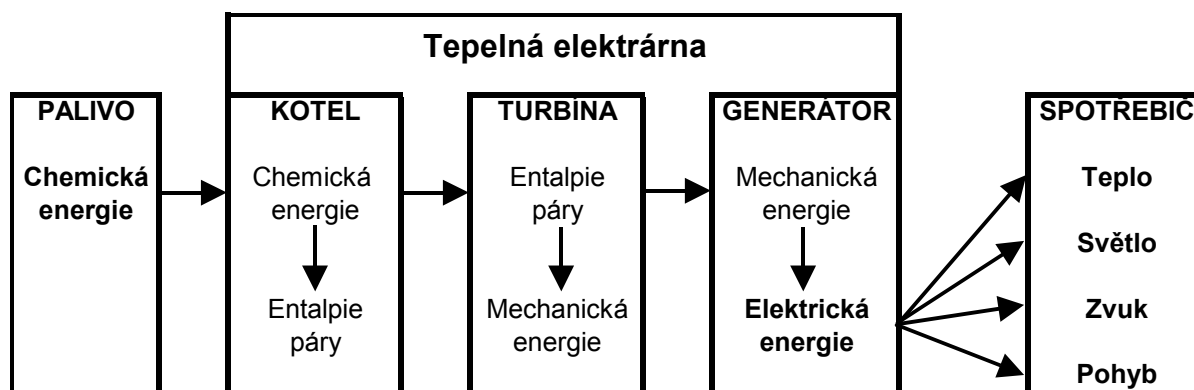 Tepelná elektrárna
PALIVO
Chemická
energie
KOTEL
Chemická
energie
Entalpie
páry
TURBÍNA
Entalpie
páry
Mechanická
energie
GENERÁTOR
Mechanická
energie
Elektrická
energie
SPOTŘEBIČ
Teplo
Světlo
Zvuk
Pohyb